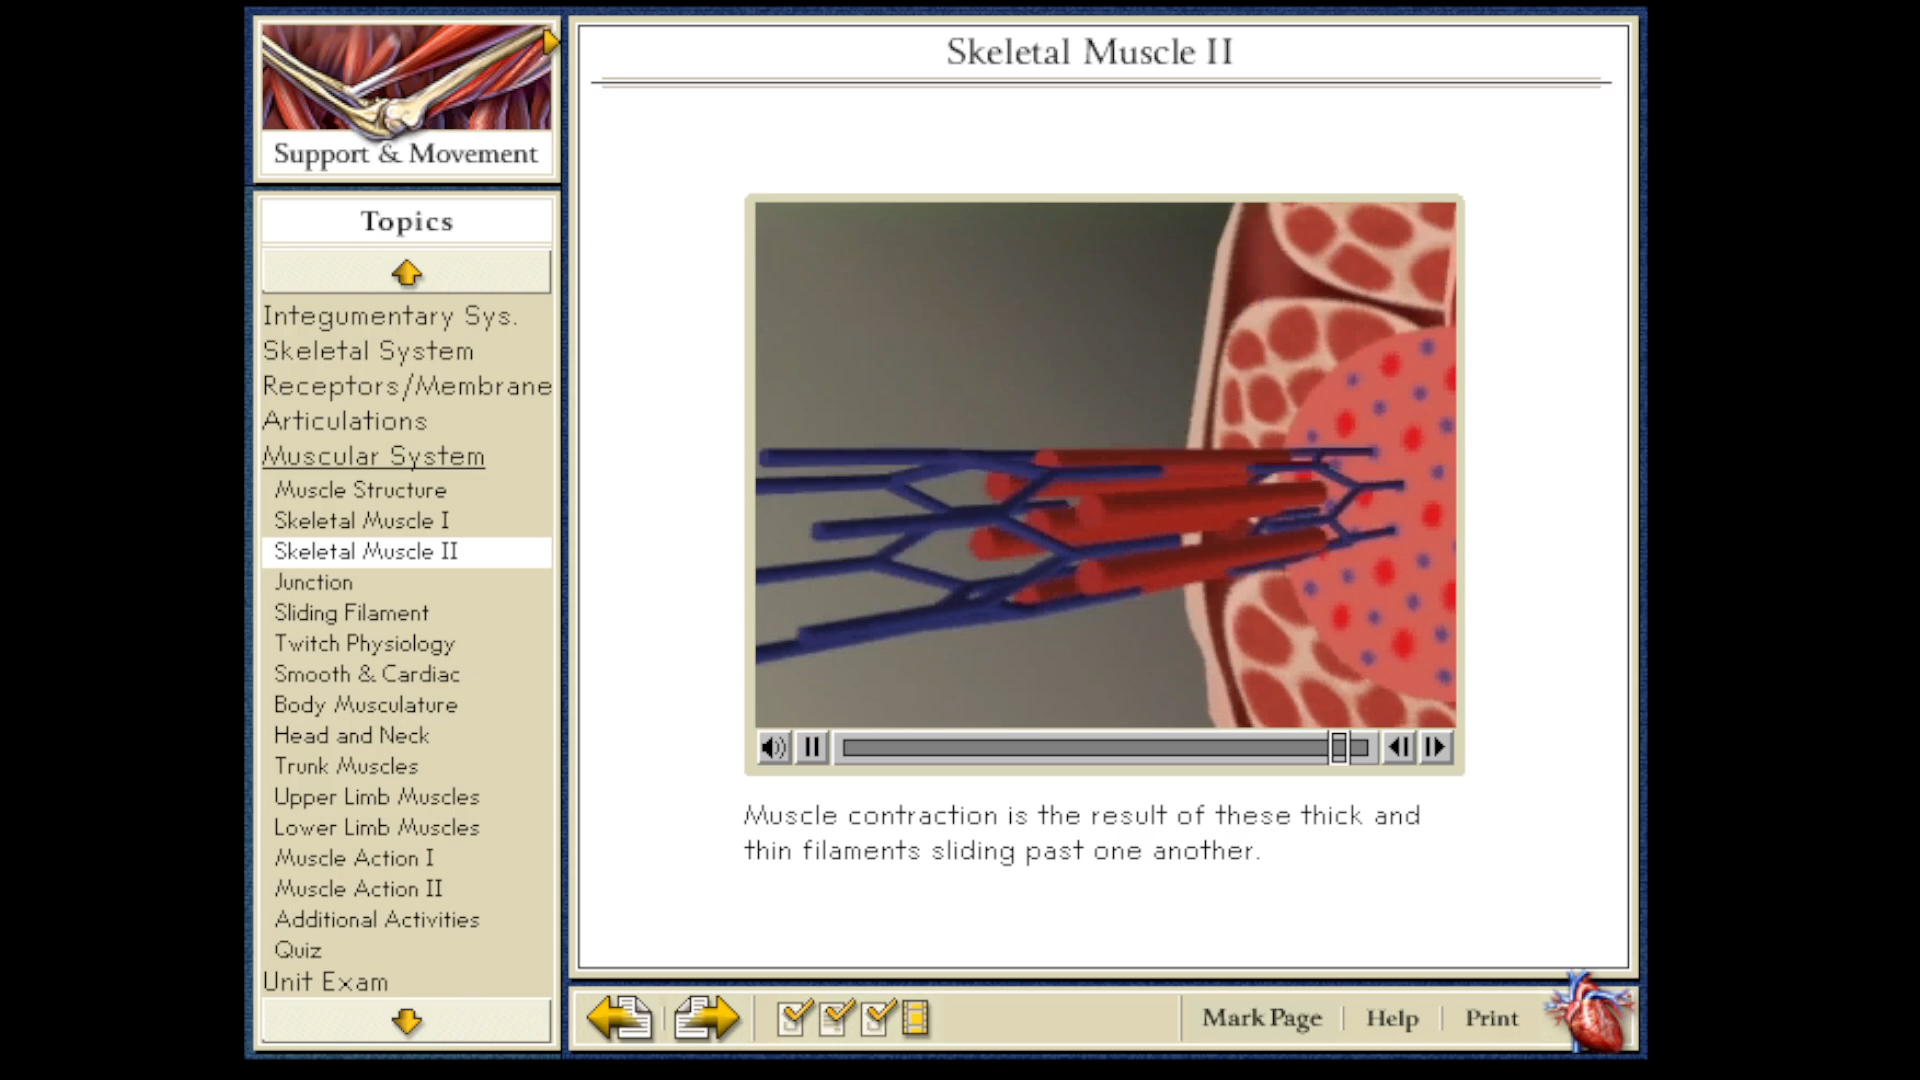 Support & Movement
Topics
Integumentary Sys.
Skeletal System
Receptors/Membrane
Articulations
Muscular System
Muscle Structure
Skeletal Muscle I
Skeletal Muscle II
Junction
Sliding Filament
Twitch Physiology
Smooth & Cardiac
Body Musculature
Head and Neck
Trunk Muscles
Upper Limb Muscles
Lower Limb Muscles
Muscle Action I
Muscle Action II
Additional Activities
Quiz
Unit Exam
Skeletal Muscle II
Muscle contraction is the result of these thick and
thin filaments sliding past one another.
Mark Page
Help
Print